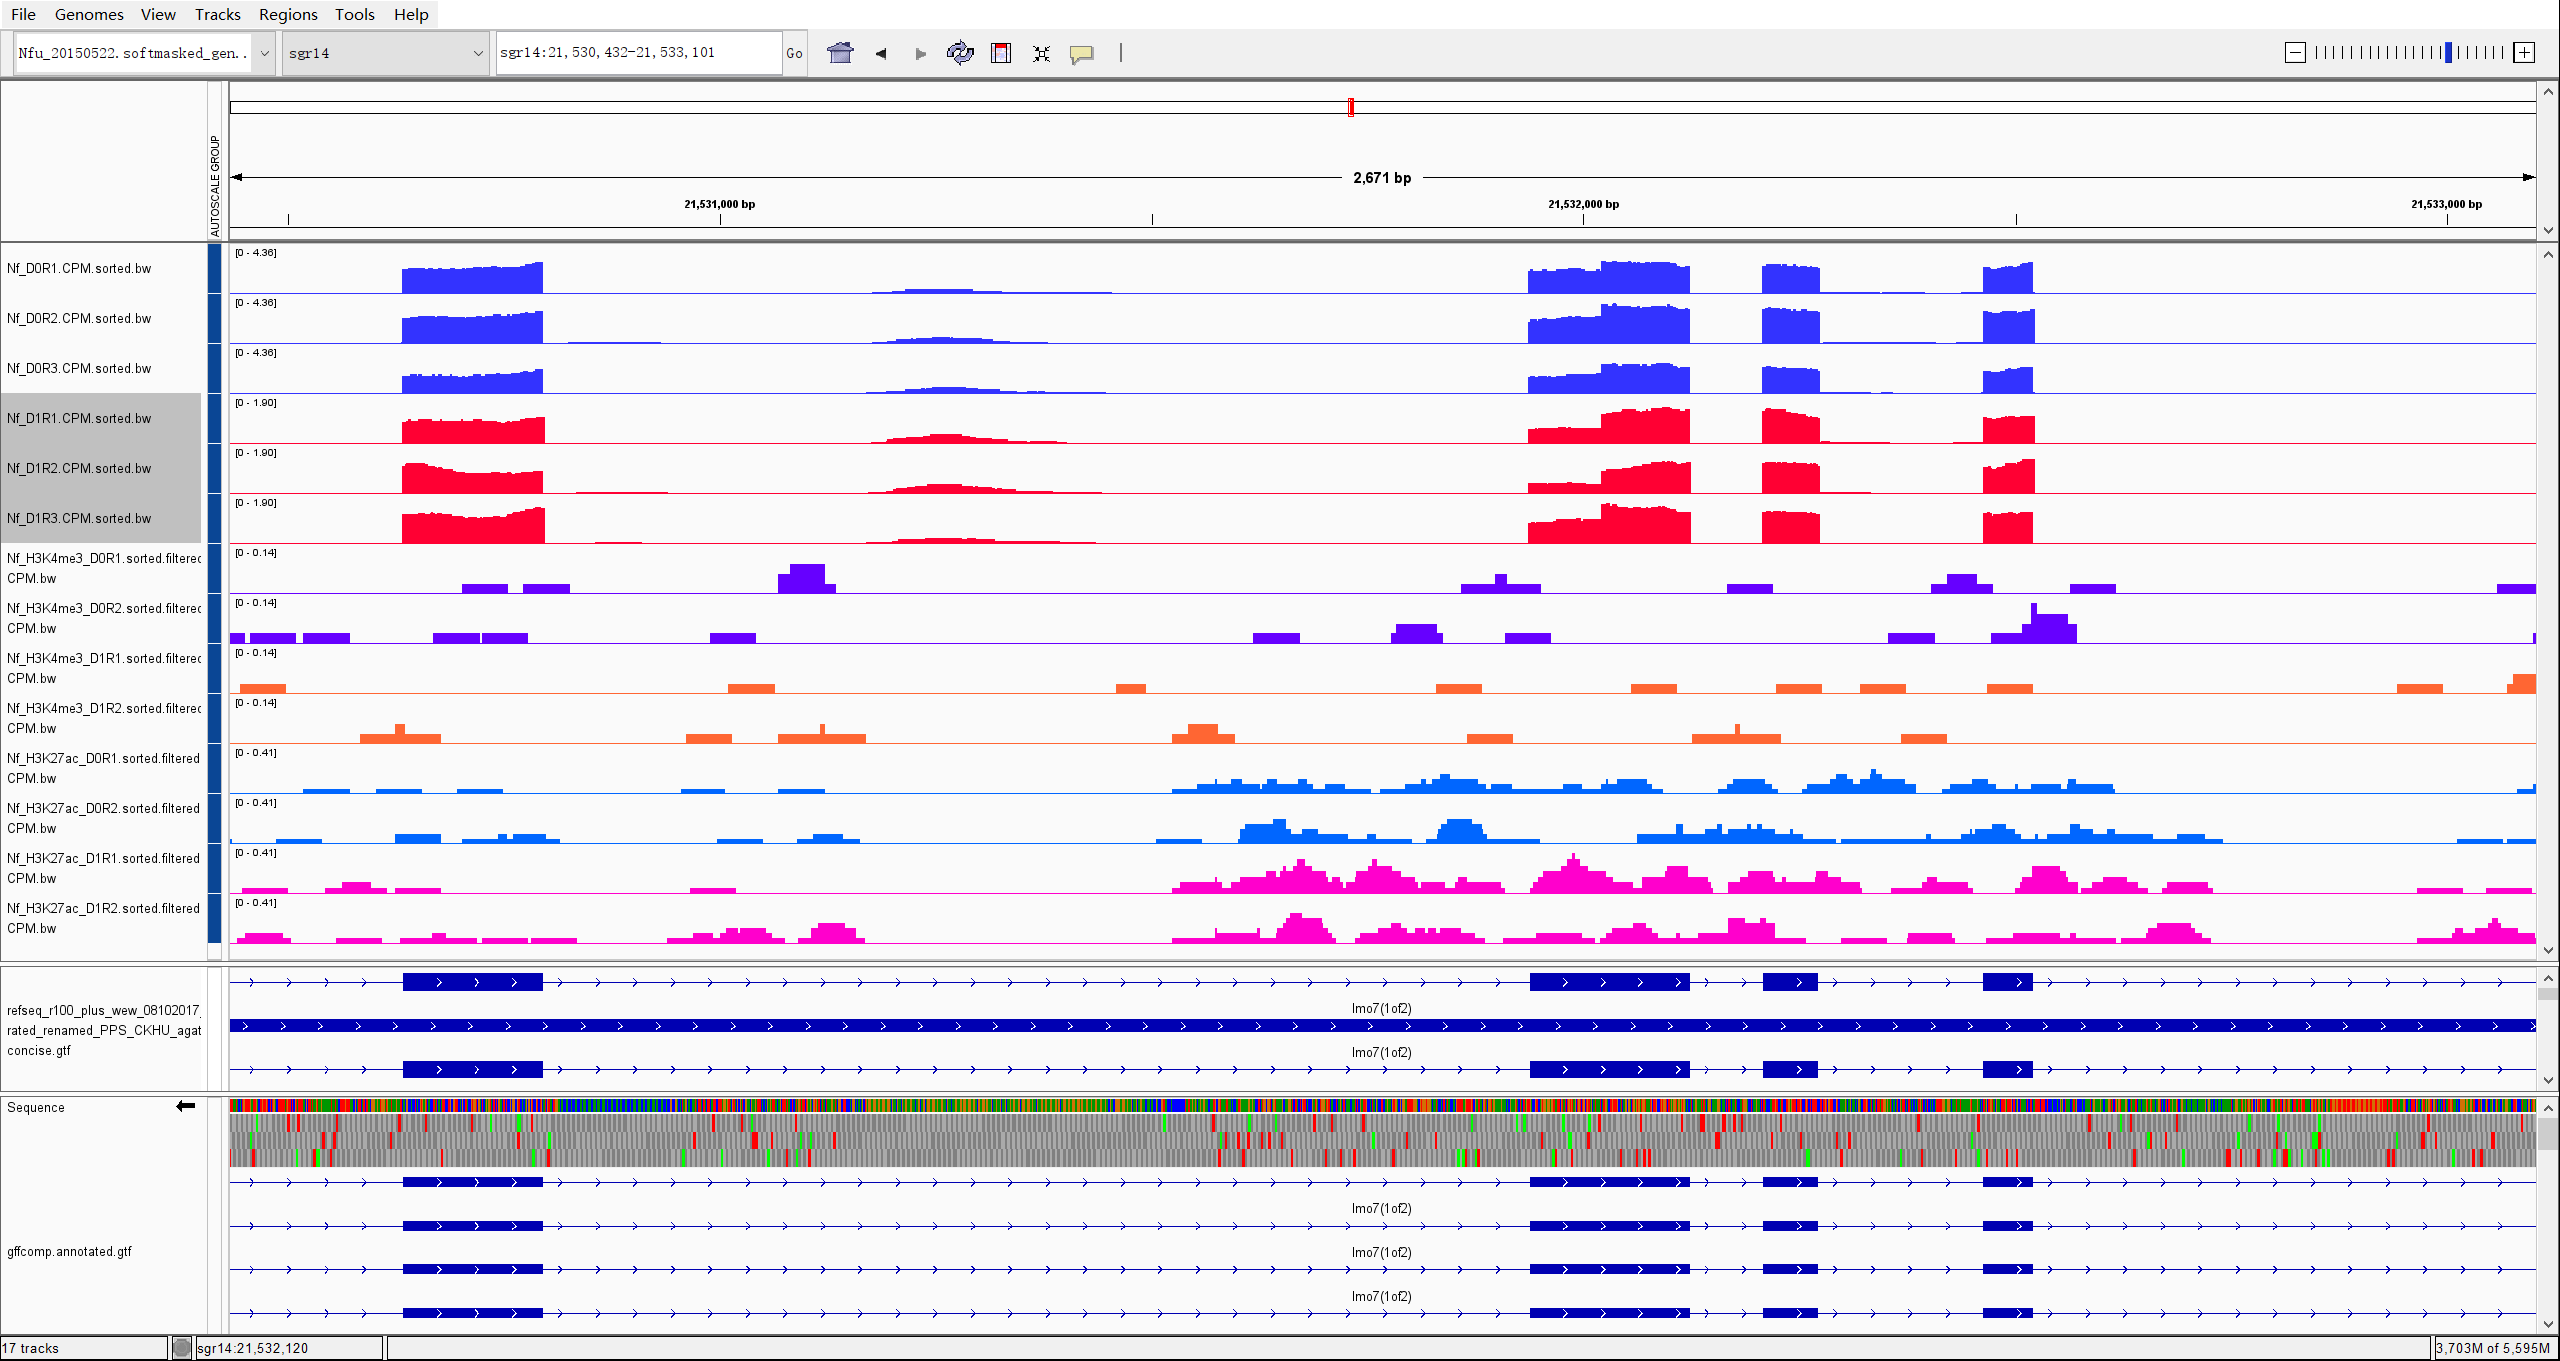 File Genomes View Tracks Regions Tools Help
Nfu_20150522.softmasked_gen.. sgr14 sgr14:21,530,432-21,533,101 Go
AUTOSCALE GROUP
2,671 bp
21,531,000 bp 21,532,000 bp 21,533,000 bp
Nf_D0R1.CPM.sorted.bw [0 - 4.36]
Nf_D0R2.CPM.sorted.bw [0 - 4.36]
Nf_D0R3.CPM.sorted.bw [0 - 4.36]
Nf_D1R1.CPM.sorted.bw [0 - 1.90]
Nf_D1R2.CPM.sorted.bw [0 - 1.90]
Nf_D1R3.CPM.sorted.bw [0 - 1.90]
Nf_H3K4me3_D0R1.sorted.filtered [0 - 0.14]
CPM.bw
Nf_H3K4me3_D0R2.sorted.filtered [0 - 0.14]
CPM.bw
Nf_H3K4me3_D1R1.sorted.filtered [0 - 0.14]
CPM.bw
Nf_H3K4me3_D1R2.sorted.filtered [0 - 0.14]
CPM.bw
Nf_H3K27ac_D0R1.sorted.filtered [0 - 0.41]
CPM.bw
Nf_H3K27ac_D0R2.sorted.filtered [0 - 0.41]
CPM.bw
Nf_H3K27ac_D1R1.sorted.filtered [0 - 0.41]
CPM.bw
Nf_H3K27ac_D1R2.sorted.filtered [0 - 0.41]
CPM.bw
refseq_r100_plus_wew_08102017_
rated_renamed_PPS_CKHU_agat
concise.gtf
lmo7(1of2)
lmo7(1of2)
Sequence
gffcomp.annotated.gtf
lmo7(1of2)
lmo7(1of2)
lmo7(1of2)
17 tracks sgr14:21,532,120 3,703M of 5,595M